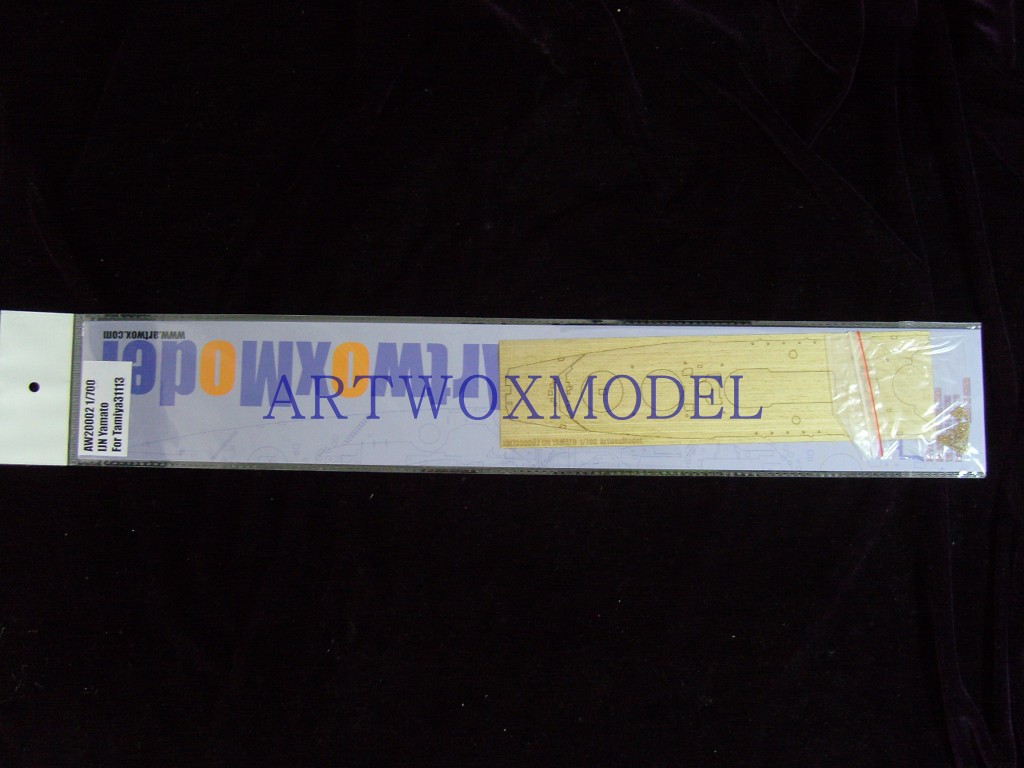 www.artwox.com
ArtwoxModel
ARTWOXMODEL
AW20002 1/700
IJN Yamato
For Tamiya31113